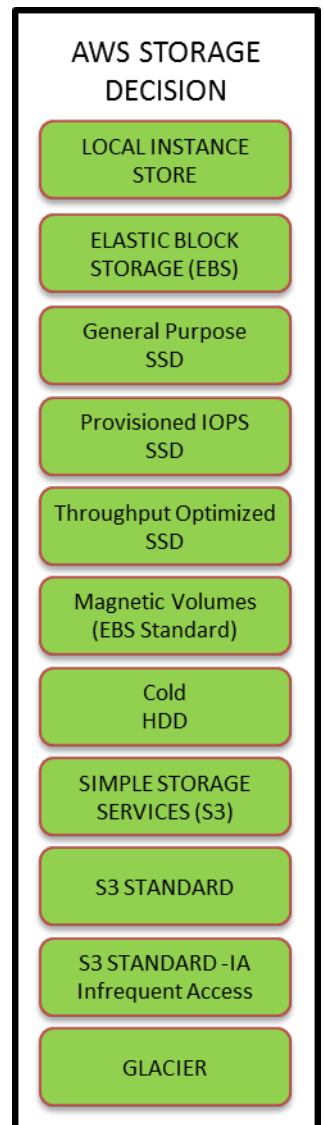 AWS STORAGE
DECISION
LOCAL INSTANCE
STORE
ELASTIC BLOCK
STORAGE (EBS)
General Purpose
SSD
Provisioned IOPS
SSD
Throughput Optimized
SSD
Magnetic Volumes
(EBS Standard)
Cold
HDD
SIMPLE STORAGE
SERVICES (S3)
S3 STANDARD
S3 STANDARD -IA
Infrequent Access
GLACIER